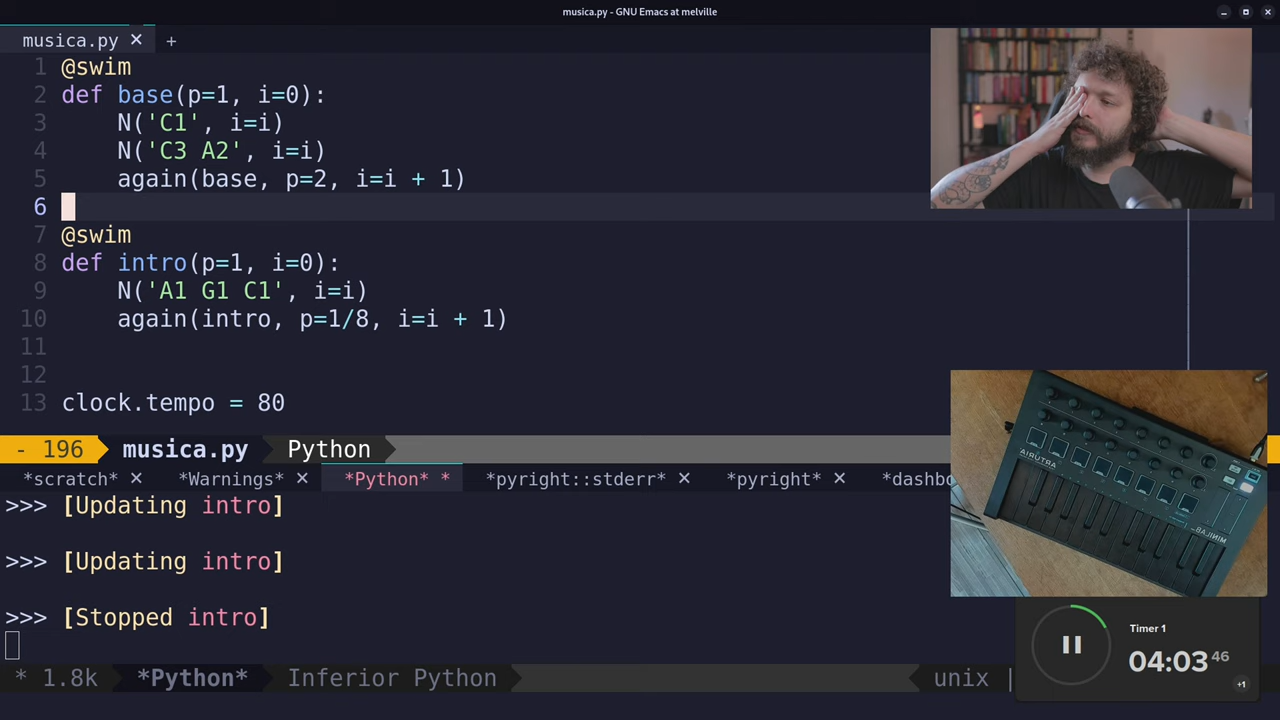 musica.py - GNU Emacs at melville
musica.py × +
1 @swim
2 def base(p=1, i=0):
3 N('C1', i=i)
4 N('C3 A2', i=i)
5 again(base, p=2, i=i + 1)
6
7 @swim
8 def intro(p=1, i=0):
9 N('A1 G1 C1', i=i)
10 again(intro, p=1/8, i=i + 1)
11
12
13 clock.tempo = 80
- 196 musica.py Python
*scratch* × *Warnings* × *Python* * *pyright::stderr* × *pyright* × *dashbo
>>> [Updating intro]
>>> [Updating intro]
>>> [Stopped intro]
* 1.8k *Python* Inferior Python unix |
ARTURIA
MINILAB
Timer 1
04:03 46
+1